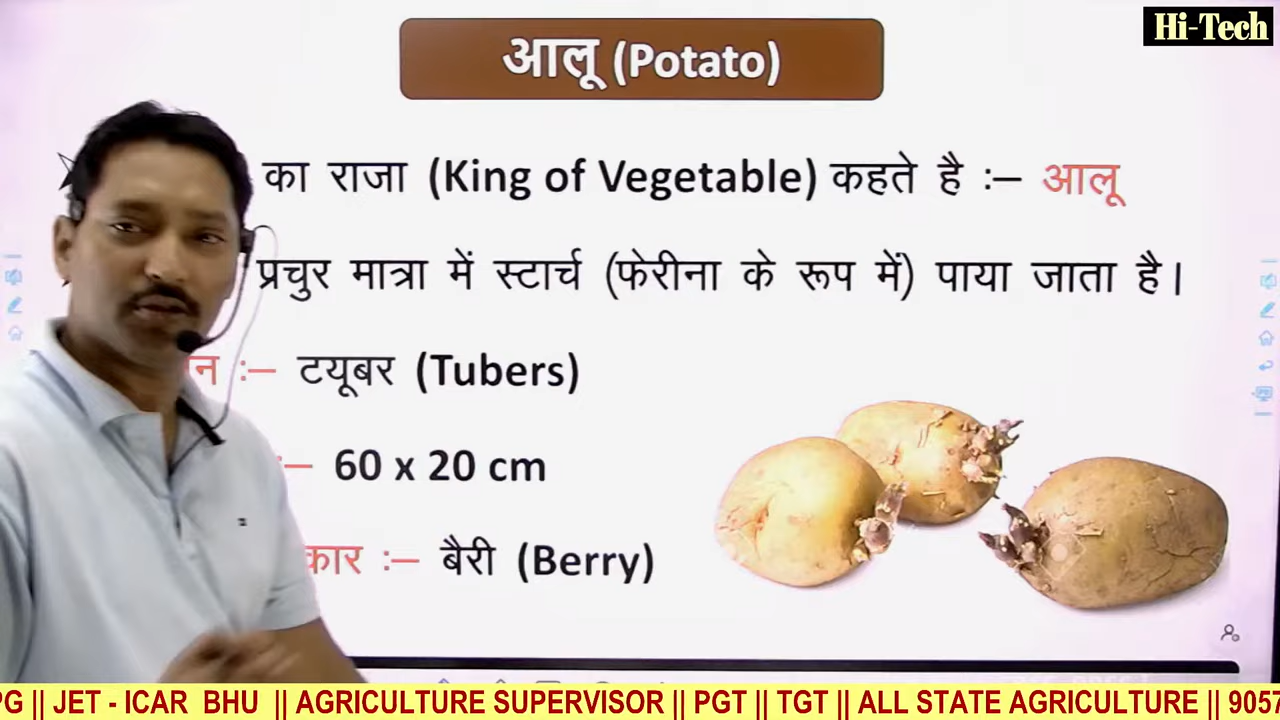 Hi-Tech
आलू (Potato)
का राजा (King of Vegetable) कहते है :– आलू
प्रचुर मात्रा में स्टार्च (फेरीना के रूप में) पाया जाता है।
न :– टयूबर (Tubers)
:– 60 x 20 cm
कार :– बैरी (Berry)
PG || JET - ICAR BHU || AGRICULTURE SUPERVISOR || PGT || TGT || ALL STATE AGRICULTURE || 9057